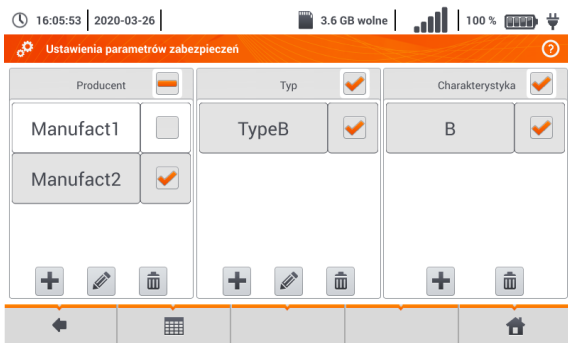 16:05:53 2020-03-26 3.6 GB wolne 100 %
Ustawienia parametrów zabezpieczeń ?
Producent Typ Charakterystyka
Manufact1 TypeB B
Manufact2